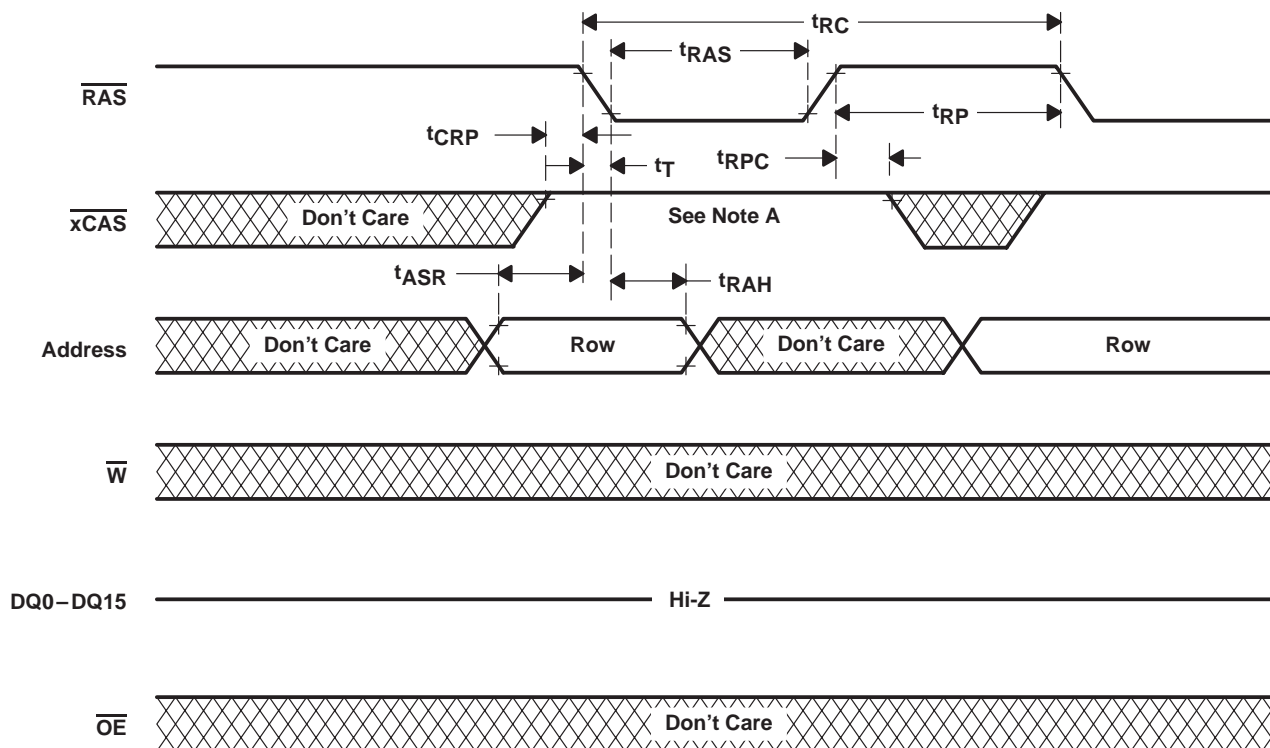 tRC
tRAS
RAS
tRP
tCRP
tT
tRPC
xCAS
Don't Care
See Note A
tASR
tRAH
Address
Don't Care
Row
Don't Care
Row
W
Don't Care
DQ0–DQ15
Hi-Z
OE
Don't Care